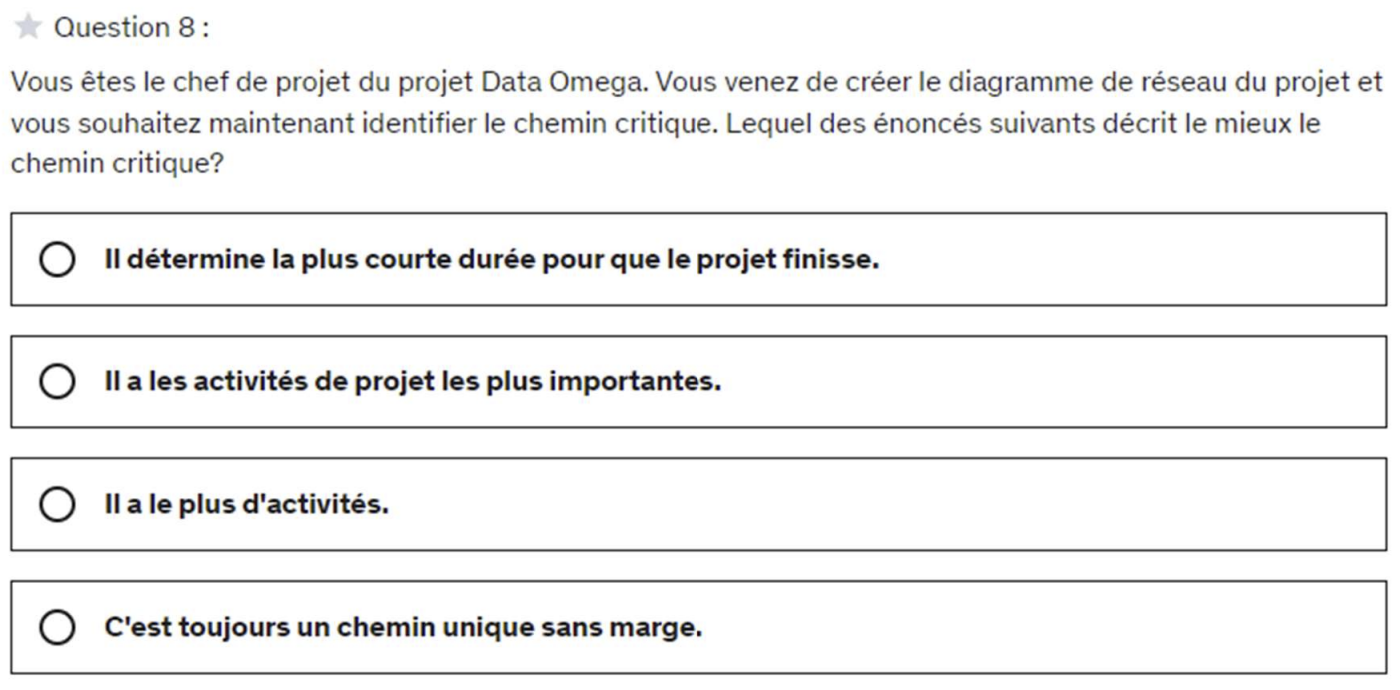 Question 8 :
Vous êtes le chef de projet du projet Data Omega. Vous venez de créer le diagramme de réseau du projet et
vous souhaitez maintenant identifier le chemin critique. Lequel des énoncés suivants décrit le mieux le
chemin critique?
Il détermine la plus courte durée pour que le projet finisse.
Il a les activités de projet les plus importantes.
Il a le plus d'activités.
C'est toujours un chemin unique sans marge.